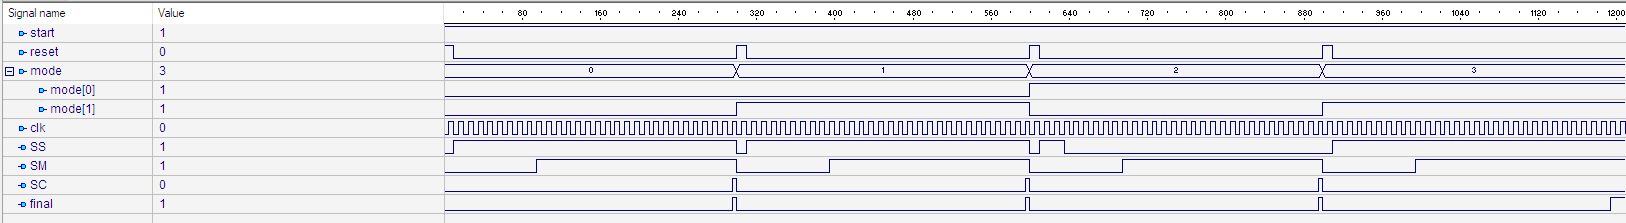 Signal name Value 80 160 240 320 400 480 560 640 720 800 880 960 1040 1120 1200
start 1
reset 0
mode 3 0 1 2 3
mode[0] 1
mode[1] 1
clk 0
SS 1
SM 1
SC 0
final 1